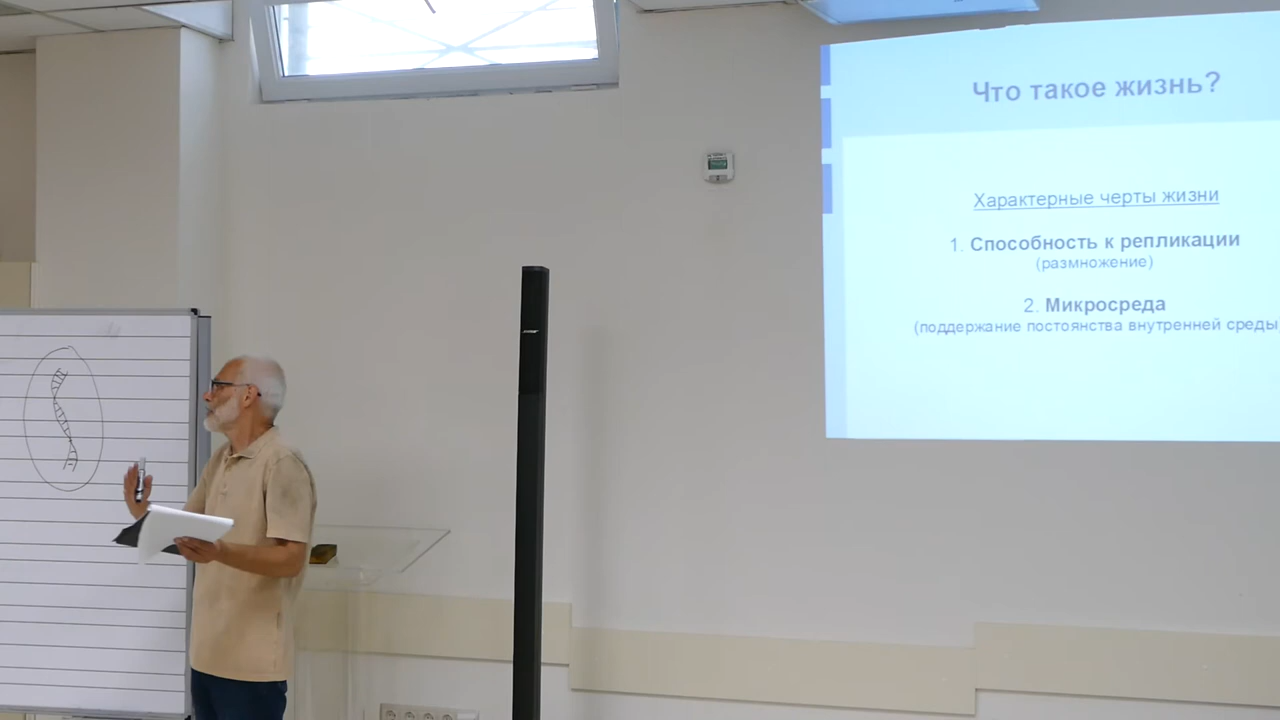 Что такое жизнь?
Характерные черты жизни
1. Способность к репликации
(размножение)
2. Микросреда
(поддержание постоянства внутренней среды